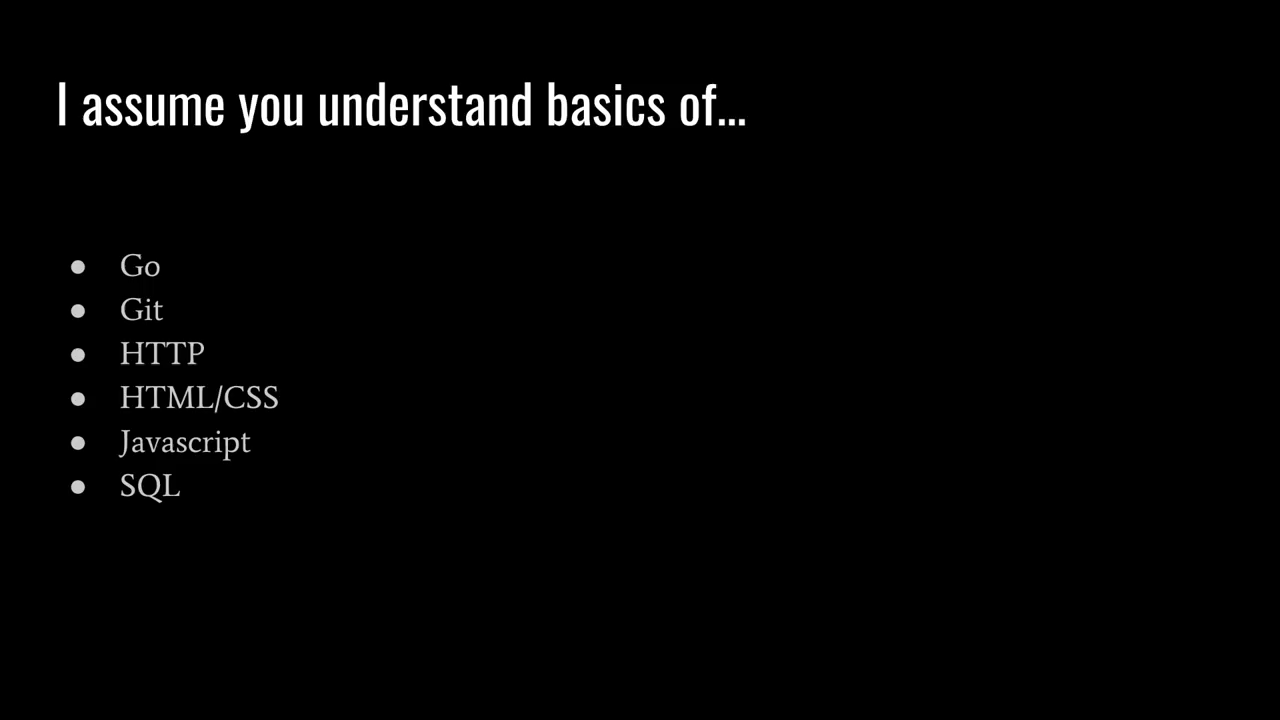 I assume you understand basics of...
● Go
● Git
● HTTP
● HTML/CSS
● Javascript
● SQL